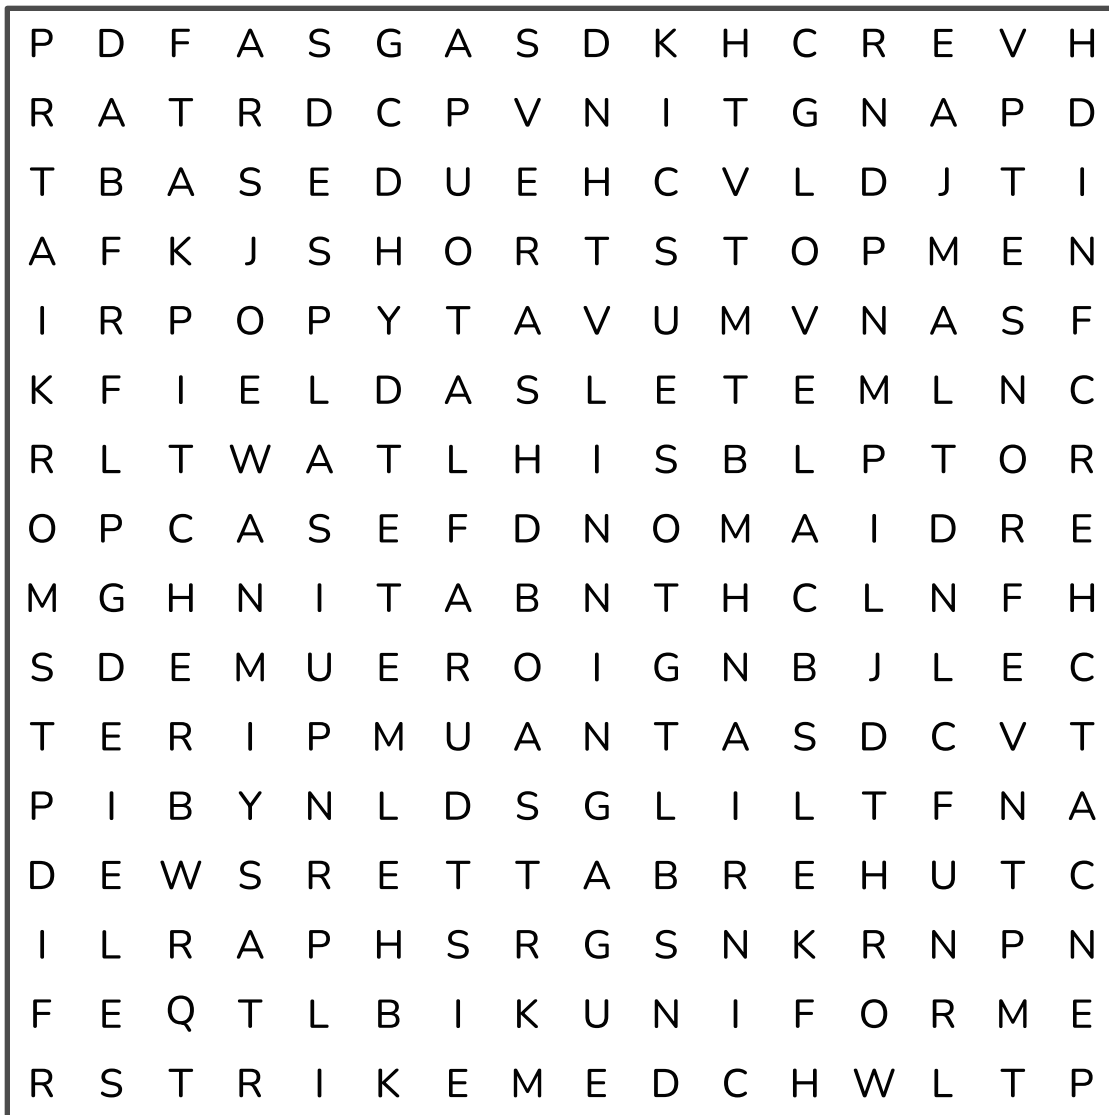 P D F A S G A S D K H C R E V H
R A T R D C P V N I T G N A P D
T B A S E D U E H C V L D J T I
A F K J S H O R T S T O P M E N
I R P O P Y T A V U M V N A S F
K F I E L D A S L E T E M L N C
R L T W A T L H I S B L P T O R
O P C A S E F D N O M A I D R E
M G H N I T A B N T H C L N F H
S D E M U E R O I G N B J L E C
T E R I P M U A N T A S D C V T
P I B Y N L D S G L I L T F N A
D E W S R E T T A B R E H U T C
I L R A P H S R G S N K R N P N
F E Q T L B I K U N I F O R M E
R S T R I K E M E D C H W L T P